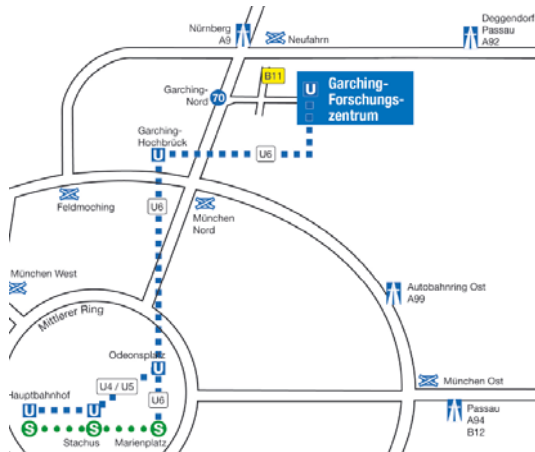 Deggendorf
Passau
A92
Nürnberg
A9
Neufahrn
B11
Garching-
Nord
70
U
Garching-
Forschungs-
zentrum
Garching-
Hochbrück
U
U6
Feldmoching
U6
München
Nord
München West
Autobahnring Ost
A99
Mittlerer Ring
Odeonsplatz
U
U4 / U5
München Ost
Hauptbahnhof
U6
U
U
Passau
A94
B12
S
S
S
Stachus
Marienplatz